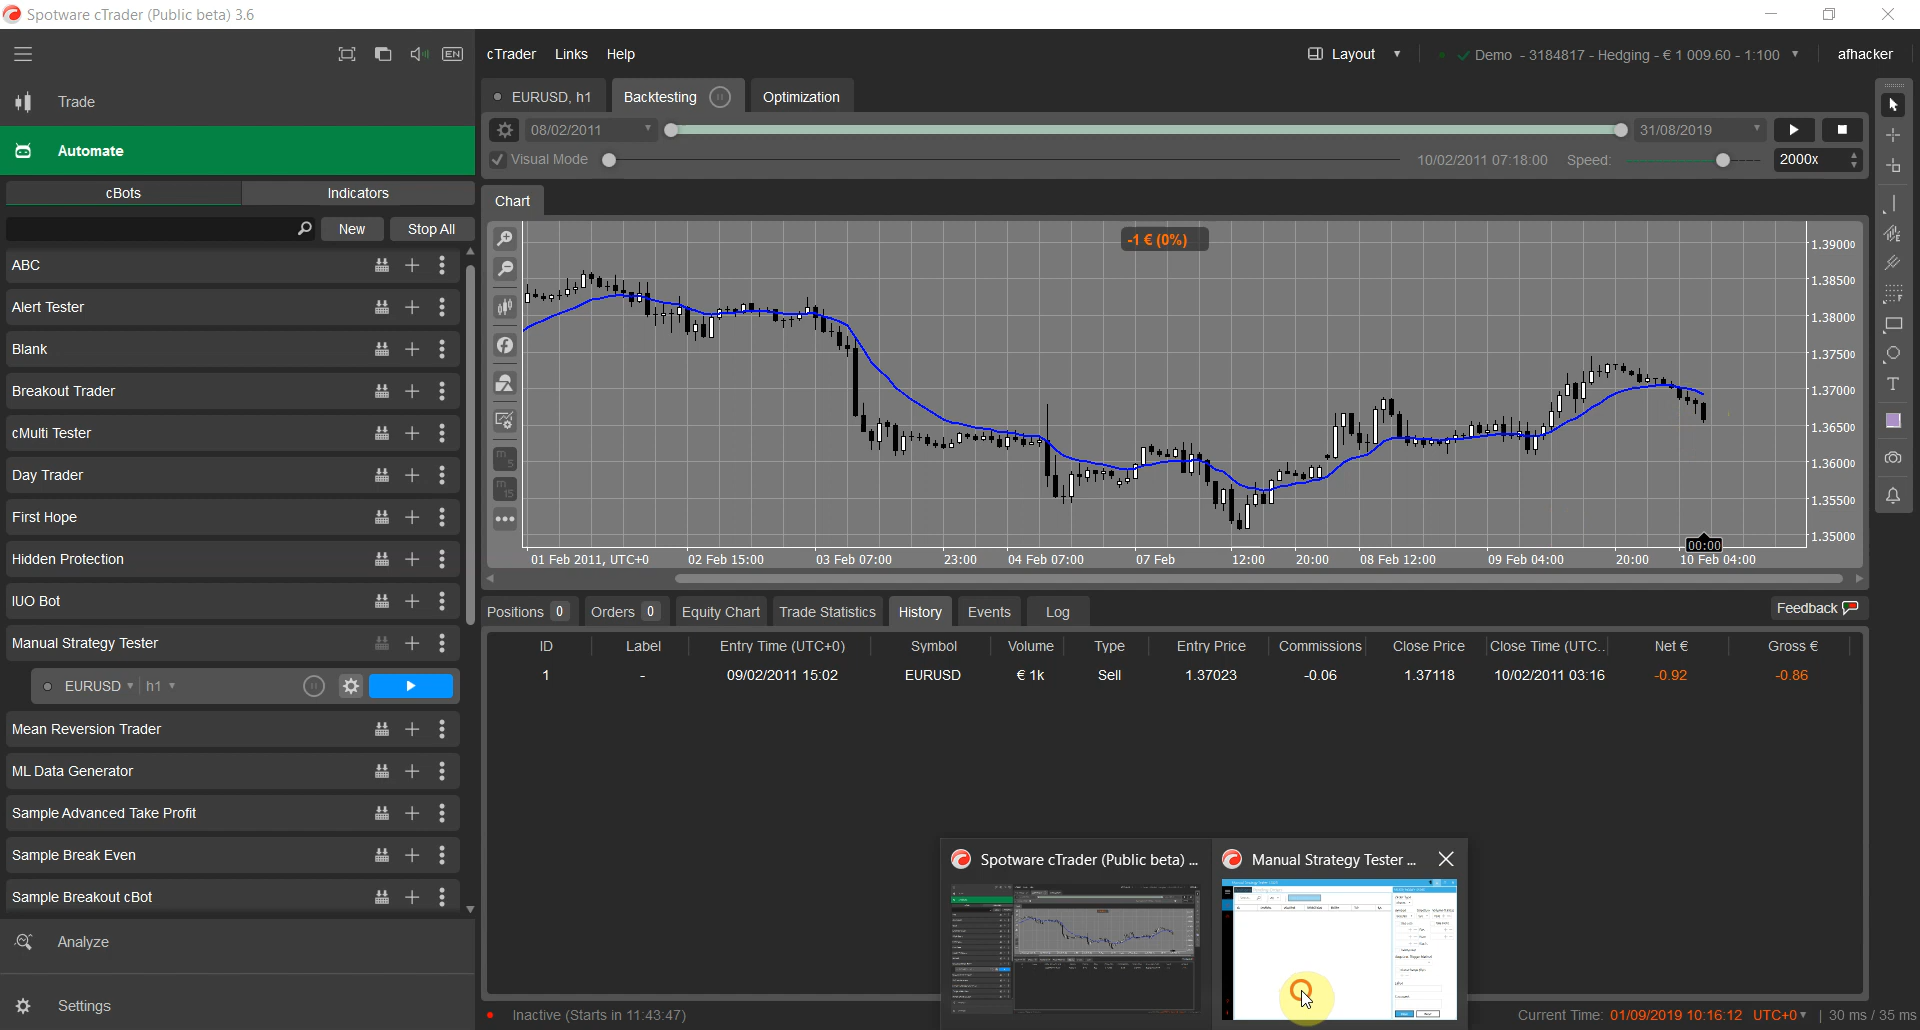 Spotware cTrader (Public beta) 3.6
EN
cTrader Links Help
Layout
Demo - 3184817 - Hedging - € 1 009.60 - 1:100
afhacker
Trade
Automate
cBots Indicators
New Stop All
ABC
Alert Tester
Blank
Breakout Trader
cMulti Tester
Day Trader
First Hope
Hidden Protection
IUO Bot
Manual Strategy Tester
EURUSD h1
Mean Reversion Trader
ML Data Generator
Sample Advanced Take Profit
Sample Break Even
Sample Breakout cBot
Analyze
Settings
EURUSD, h1 Backtesting Optimization
08/02/2011 31/08/2019
Visual Mode 10/02/2011 07:18:00 Speed: 2000x
Chart
-1 € (0%)
1.39000
1.38500
1.38000
1.37500
1.37000
1.36500
1.36000
1.35500
1.35000
m5
m15
00:00
01 Feb 2011, UTC+0 02 Feb 15:00 03 Feb 07:00 23:00 04 Feb 07:00 07 Feb 12:00 20:00 08 Feb 12:00 09 Feb 04:00 20:00 10 Feb 04:00
Positions 0 Orders 0 Equity Chart Trade Statistics History Events Log Feedback
ID Label Entry Time (UTC+0) Symbol Volume Type Entry Price Commissions Close Price Close Time (UTC... Net € Gross €
1 - 09/02/2011 15:02 EURUSD € 1k Sell 1.37023 -0.06 1.37118 10/02/2011 03:16 -0.92 -0.86
Spotware cTrader (Public beta) ...
Manual Strategy Tester ...
Inactive (Starts in 11:43:47)
Current Time: 01/09/2019 10:16:12 UTC+0 | 30 ms / 35 ms